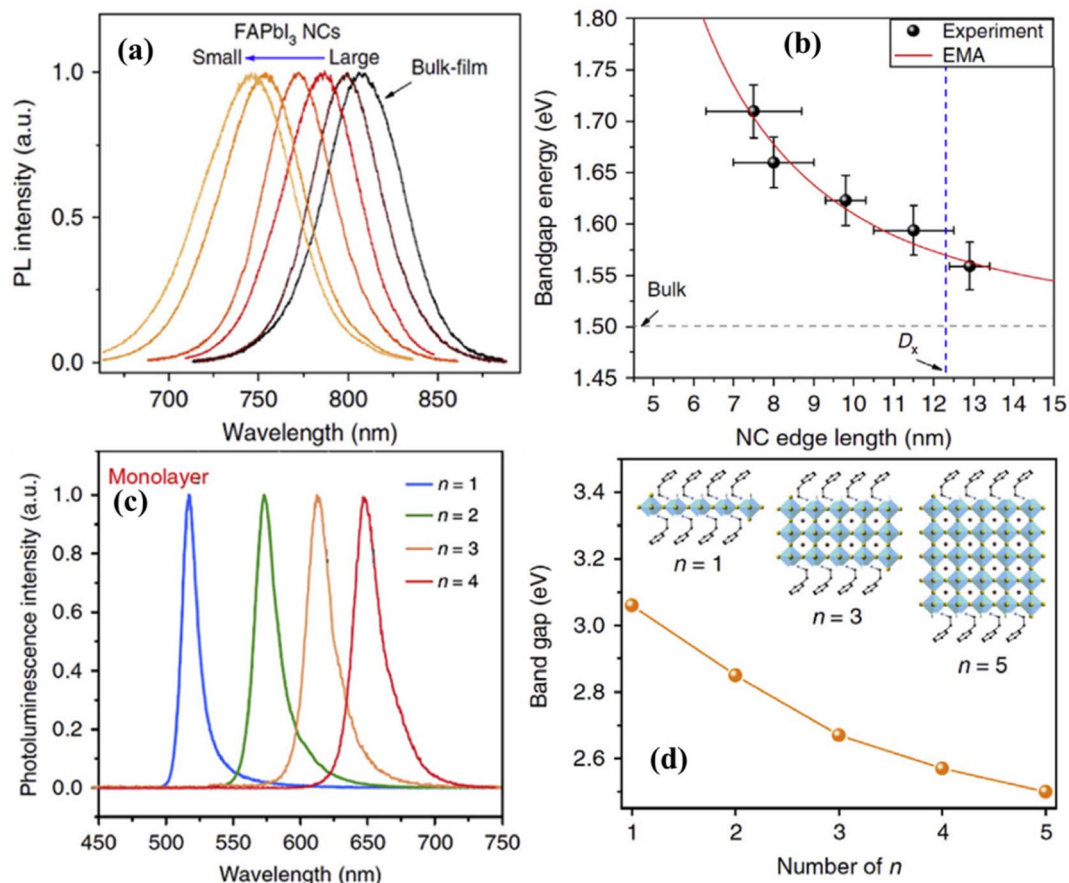 (a)
FAPbI₃ NCs
Small Large
Bulk-film
1.0
0.5
0.0
PL intensity (a.u.)
700 750 800 850
Wavelength (nm)
(b)
Experiment
EMA
1.80
1.75
1.70
1.65
1.60
1.55
1.50
1.45
Bandgap energy (eV)
Bulk
Dₓ
5 6 7 8 9 10 11 12 13 14 15
NC edge length (nm)
Monolayer
(c)
n = 1
n = 2
n = 3
n = 4
1.0
0.8
0.6
0.4
0.2
0.0
Photoluminescence intensity (a.u.)
450 500 550 600 650 700 750
Wavelength (nm)
3.4
3.2
3.0
2.8
2.6
Band gap (eV)
n = 1
n = 3
n = 5
(d)
1 2 3 4 5
Number of n